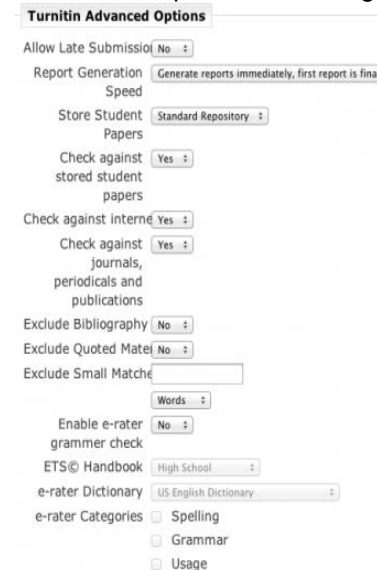 Turnitin Advanced Options
Allow Late Submissio No
Report Generation Generate reports immediately, first report is fina
Speed
Store Student Standard Repository
Papers
Check against Yes
stored student
papers
Check against interne Yes
Check against Yes
journals,
periodicals and
publications
Exclude Bibliography No
Exclude Quoted Mate No
Exclude Small Matche
Words
Enable e-rater No
grammer check
ETS© Handbook High School
e-rater Dictionary US English Dictionary
e-rater Categories Spelling
Grammar
Usage